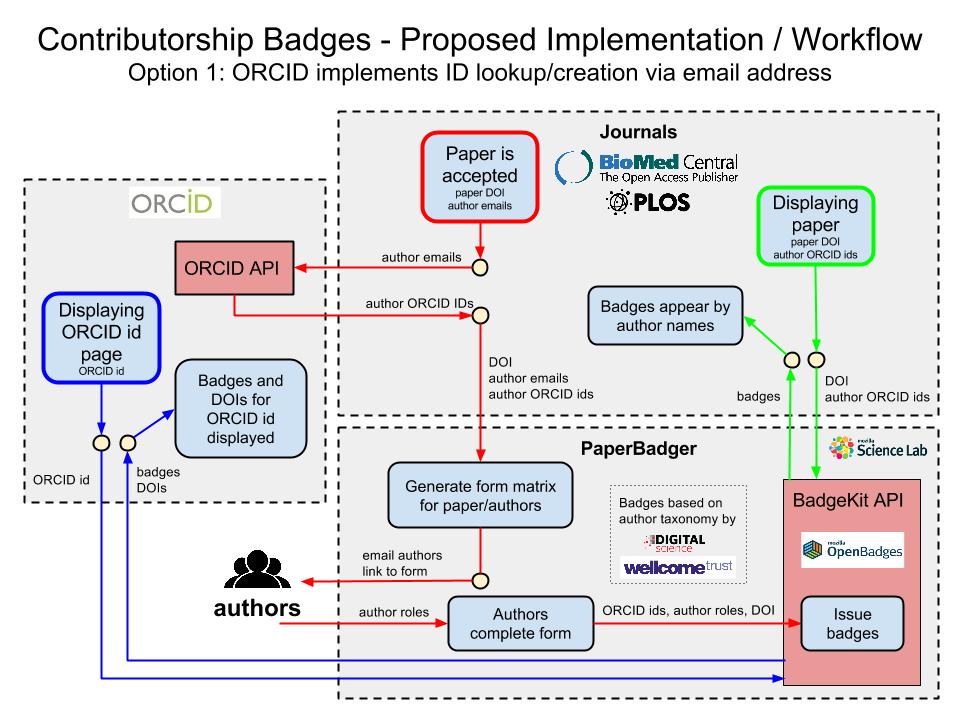 Contributorship Badges - Proposed Implementation / Workflow
Option 1: ORCID implements ID lookup/creation via email address
Journals
BioMed Central
The Open Access Publisher
PLOS
Paper is
accepted
paper DOI
author emails
Displaying
paper
paper DOI
author ORCID ids
ORCID
ORCID API
author emails
author ORCID IDs
Displaying
ORCID id
page
ORCID id
Badges and
DOIs for
ORCID id
displayed
Badges appear by
author names
DOI
author emails
author ORCID ids
badges
DOI
author ORCID ids
ORCID id
badges
DOIs
PaperBadger
mozilla
Science Lab
Generate form matrix
for paper/authors
Badges based on
author taxonomy by
DIGITAL
science
wellcome trust
BadgeKit API
mozilla
OpenBadges
email authors
link to form
authors
author roles
Authors
complete form
ORCID ids, author roles, DOI
Issue
badges